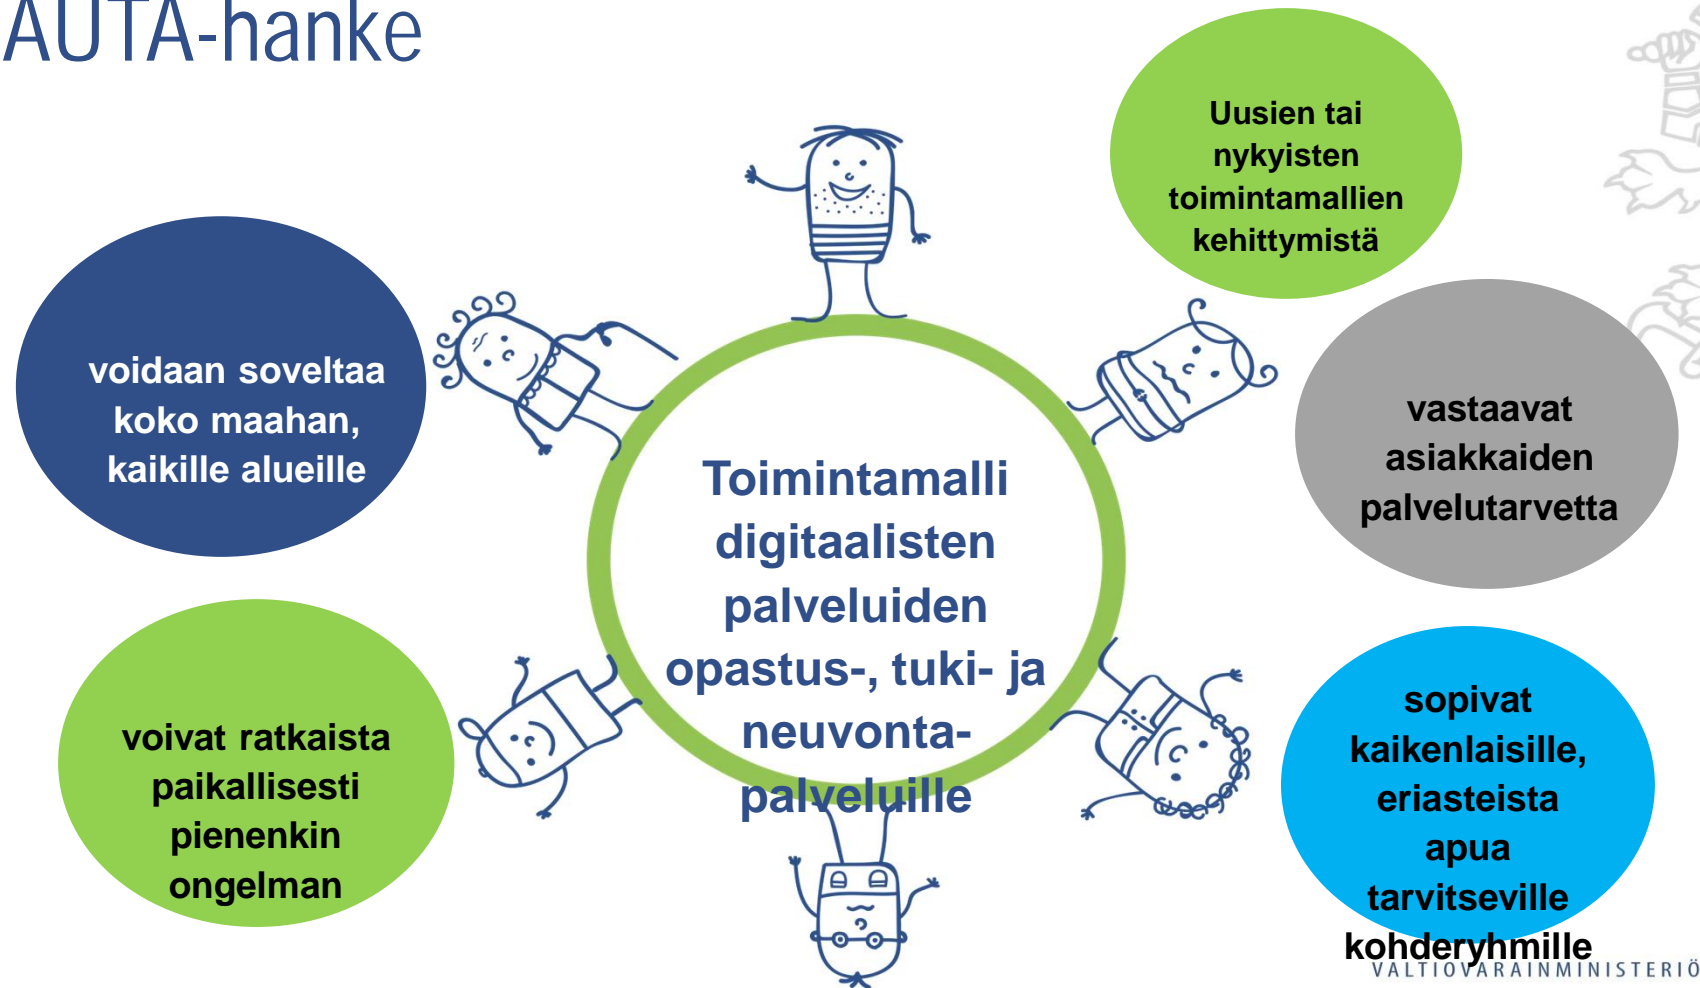 AUTA-hanke
Uusien tai
nykyisten
toimintamallien
kehittymistä
voidaan soveltaa
koko maahan,
kaikille alueille
vastaavat
asiakkaiden
palvelutarvetta
Toimintamalli
digitaalisten
palveluiden
opastus-, tuki- ja
neuvonta-
palveluille
voivat ratkaista
paikallisesti
pienenkin
ongelman
sopivat
kaikenlaisille,
eriasteista
apua
tarvitseville
kohderyhmille
VALTIOVARAINMINISTERIÖ